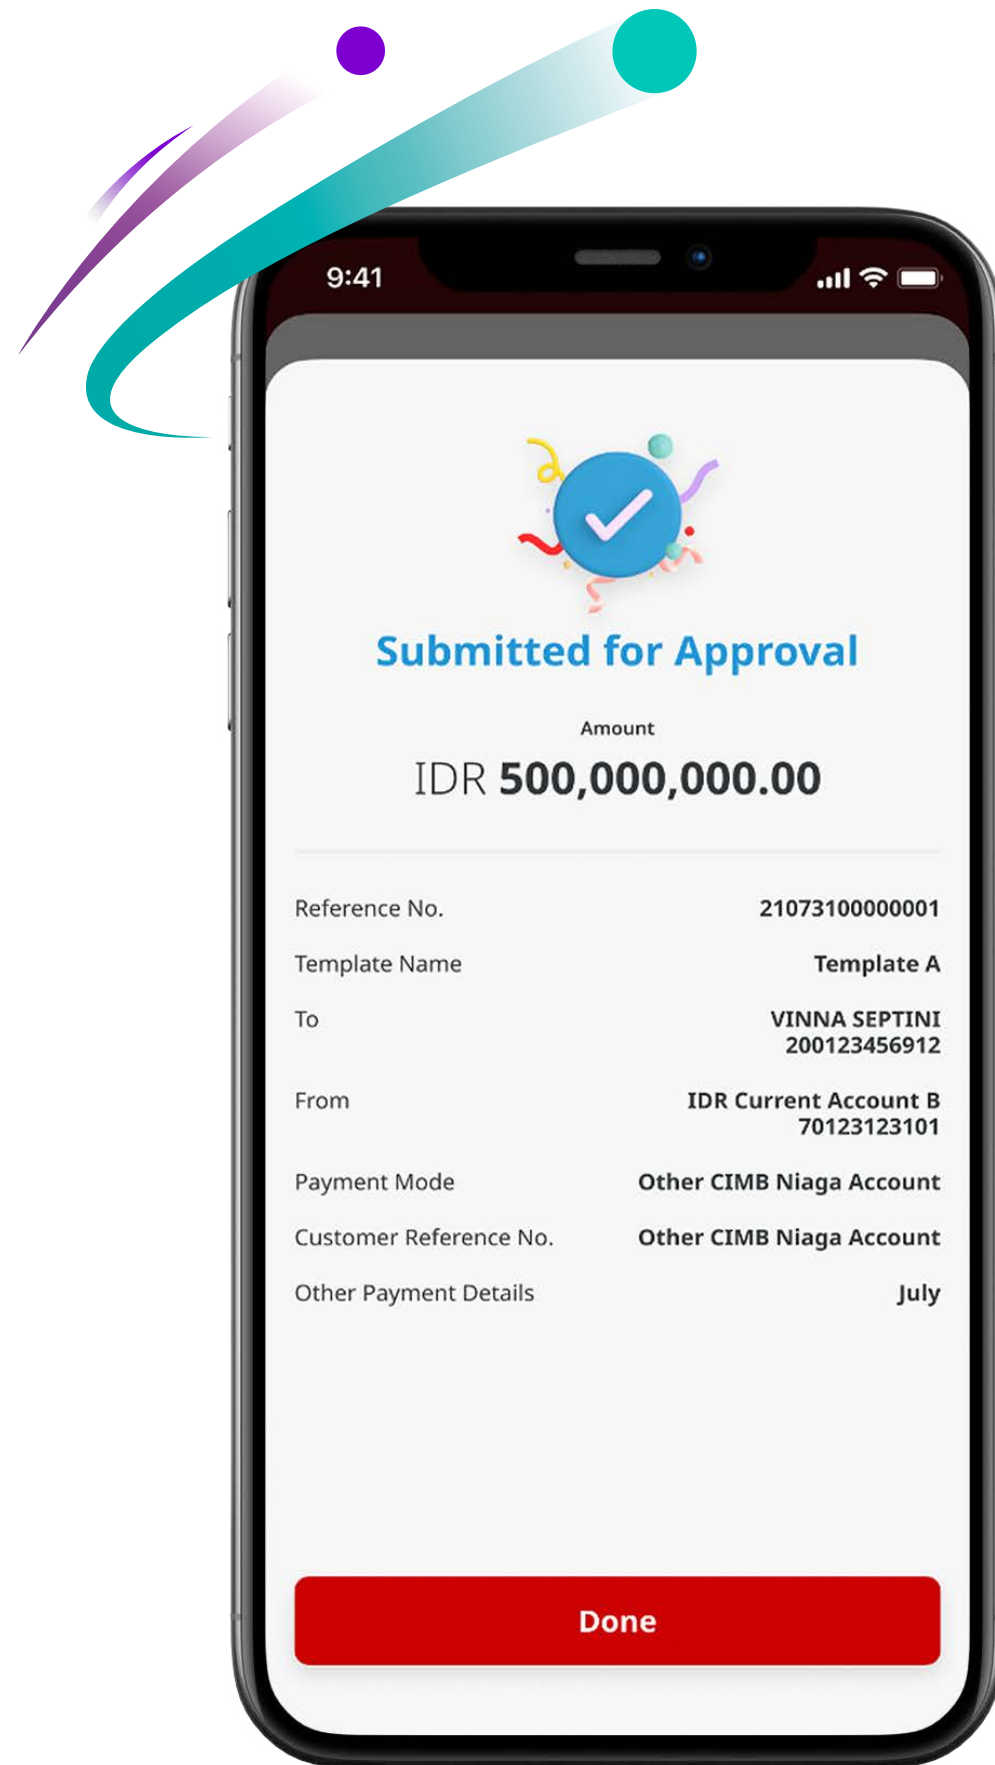 9:41
Submitted for Approval
Amount
IDR 500,000,000.00
Reference No. 21073100000001
Template Name Template A
To VINNA SEPTINI
200123456912
From IDR Current Account B
70123123101
Payment Mode Other CIMB Niaga Account
Customer Reference No. Other CIMB Niaga Account
Other Payment Details July
Done